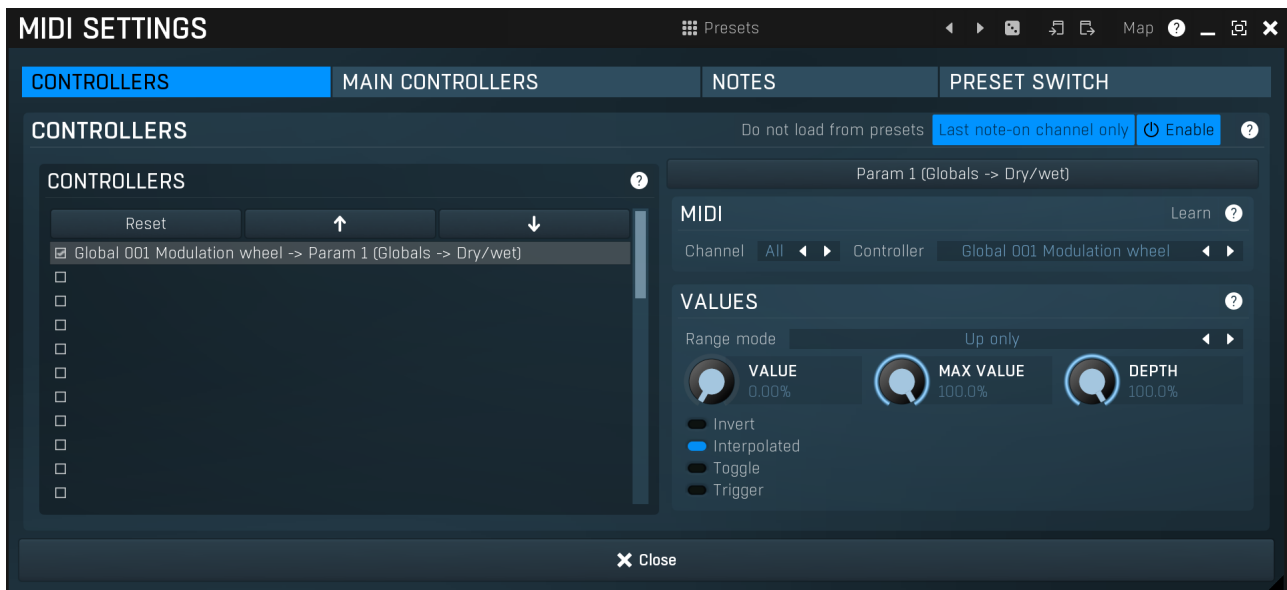 MIDI SETTINGS
Presets
Map ?
CONTROLLERS MAIN CONTROLLERS NOTES PRESET SWITCH
CONTROLLERS
Do not load from presets Last note-on channel only Enable ?
CONTROLLERS ?
Reset
Global 001 Modulation wheel -> Param 1 (Globals -> Dry/wet)
Param 1 (Globals -> Dry/wet)
MIDI Learn ?
Channel All Controller Global 001 Modulation wheel
VALUES ?
Range mode Up only
VALUE
0.00%
MAX VALUE
100.0%
DEPTH
100.0%
Invert
Interpolated
Toggle
Trigger
Close